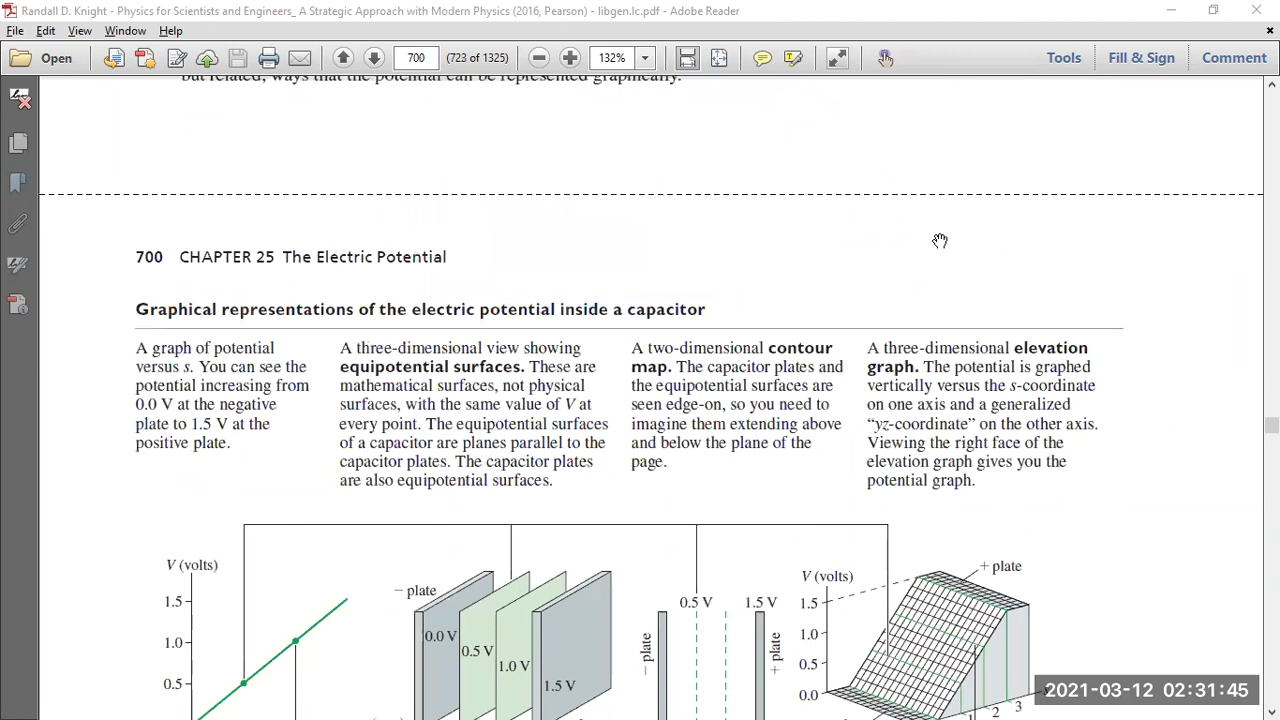 Randall D. Knight - Physics for Scientists and Engineers_ A Strategic Approach with Modern Physics (2016, Pearson) - libgen.lc.pdf - Adobe Reader
File Edit View Window Help
Open 700 (723 of 1325) 132% Tools Fill & Sign Comment
but related, ways that the potential can be represented graphically.
700 CHAPTER 25 The Electric Potential
Graphical representations of the electric potential inside a capacitor
A graph of potential
versus s. You can see the
potential increasing from
0.0 V at the negative
plate to 1.5 V at the
positive plate.
A three-dimensional view showing
equipotential surfaces. These are
mathematical surfaces, not physical
surfaces, with the same value of V at
every point. The equipotential surfaces
of a capacitor are planes parallel to the
capacitor plates. The capacitor plates
are also equipotential surfaces.
A two-dimensional contour
map. The capacitor plates and
the equipotential surfaces are
seen edge-on, so you need to
imagine them extending above
and below the plane of the
page.
A three-dimensional elevation
graph. The potential is graphed
vertically versus the s-coordinate
on one axis and a generalized
“yz-coordinate” on the other axis.
Viewing the right face of the
elevation graph gives you the
potential graph.
V (volts)
1.5
1.0
0.5
− plate
0.0 V
0.5 V
1.0 V
1.5 V
0.5 V 1.5 V
− plate
+ plate
V (volts)
+ plate
1.5
1.0
0.5
0.0
1 2 3
2021-03-12 02:31:45